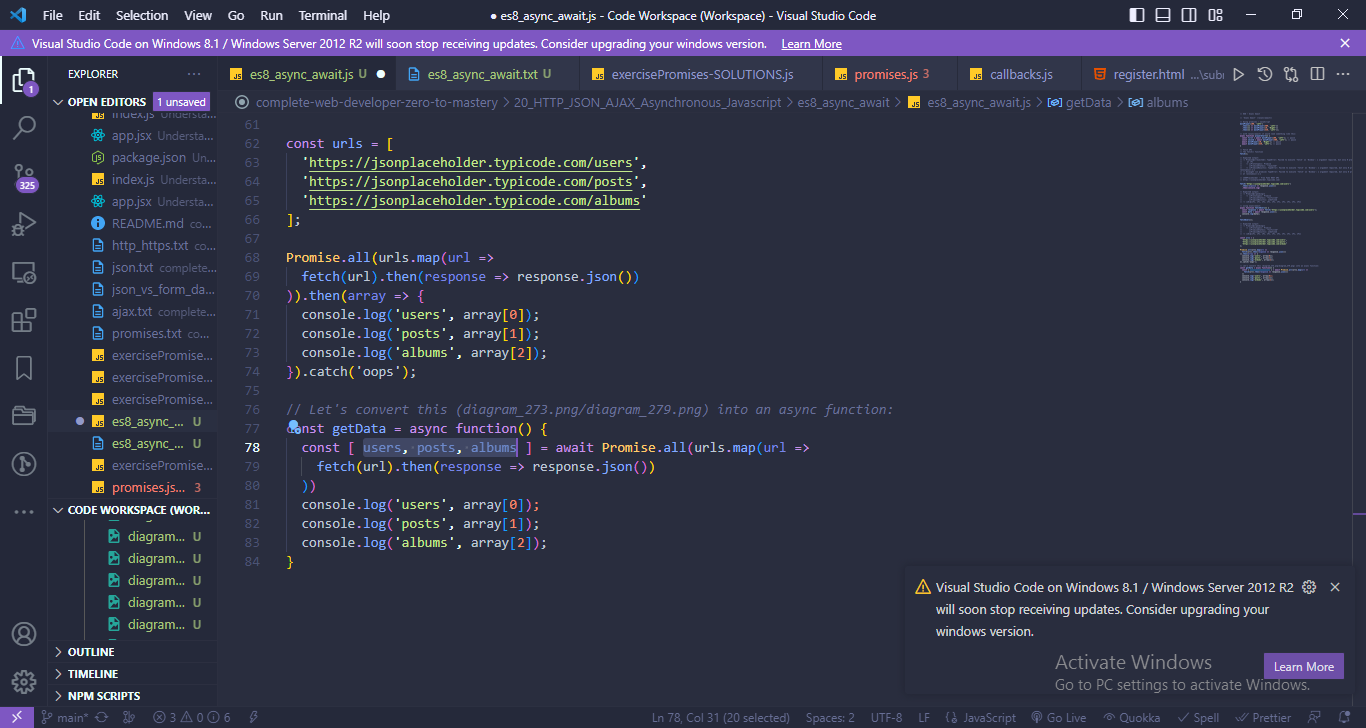 File Edit Selection View Go Run Terminal Help
● es8_async_await.js - Code Workspace (Workspace) - Visual Studio Code
Visual Studio Code on Windows 8.1 / Windows Server 2012 R2 will soon stop receiving updates. Consider upgrading your windows version. Learn More
EXPLORER
JS es8_async_await.js U ● es8_async_await.txt U JS exercisePromises-SOLUTIONS.js JS promises.js 3 JS callbacks.js register.html ...\subr
OPEN EDITORS 1 unsaved
complete-web-developer-zero-to-mastery > 20_HTTP_JSON_AJAX_Asynchronous_Javascript > es8_async_await > JS es8_async_await.js > getData > albums
index.js Understa...
app.jsx Understa...
package.json Un...
index.js Understa...
app.jsx Understa...
README.md co...
http_https.txt co...
json.txt complete...
json_vs_form_da...
ajax.txt complete...
promises.txt co...
exercisePromise...
exercisePromise...
exercisePromise...
es8_async_... U
es8_async_... U
exercisePromise...
promises.js... 3
CODE WORKSPACE (WOR...
diagram... U
diagram... U
diagram... U
diagram... U
diagram... U
OUTLINE
TIMELINE
NPM SCRIPTS
1
325
61
62 const urls = [
63 'https://jsonplaceholder.typicode.com/users',
64 'https://jsonplaceholder.typicode.com/posts',
65 'https://jsonplaceholder.typicode.com/albums'
66 ];
67
68 Promise.all(urls.map(url =>
69 fetch(url).then(response => response.json())
70 )).then(array => {
71 console.log('users', array[0]);
72 console.log('posts', array[1]);
73 console.log('albums', array[2]);
74 }).catch('oops');
75
76 // Let's convert this (diagram_273.png/diagram_279.png) into an async function:
77 const getData = async function() {
78 const [ users, posts, albums ] = await Promise.all(urls.map(url =>
79 fetch(url).then(response => response.json())
80 ))
81 console.log('users', array[0]);
82 console.log('posts', array[1]);
83 console.log('albums', array[2]);
84 }
Visual Studio Code on Windows 8.1 / Windows Server 2012 R2
will soon stop receiving updates. Consider upgrading your
windows version.
Learn More
Activate Windows
Go to PC settings to activate Windows.
main* 3 0 6
Ln 78, Col 31 (20 selected) Spaces: 2 UTF-8 LF JavaScript Go Live Quokka Spell Prettier